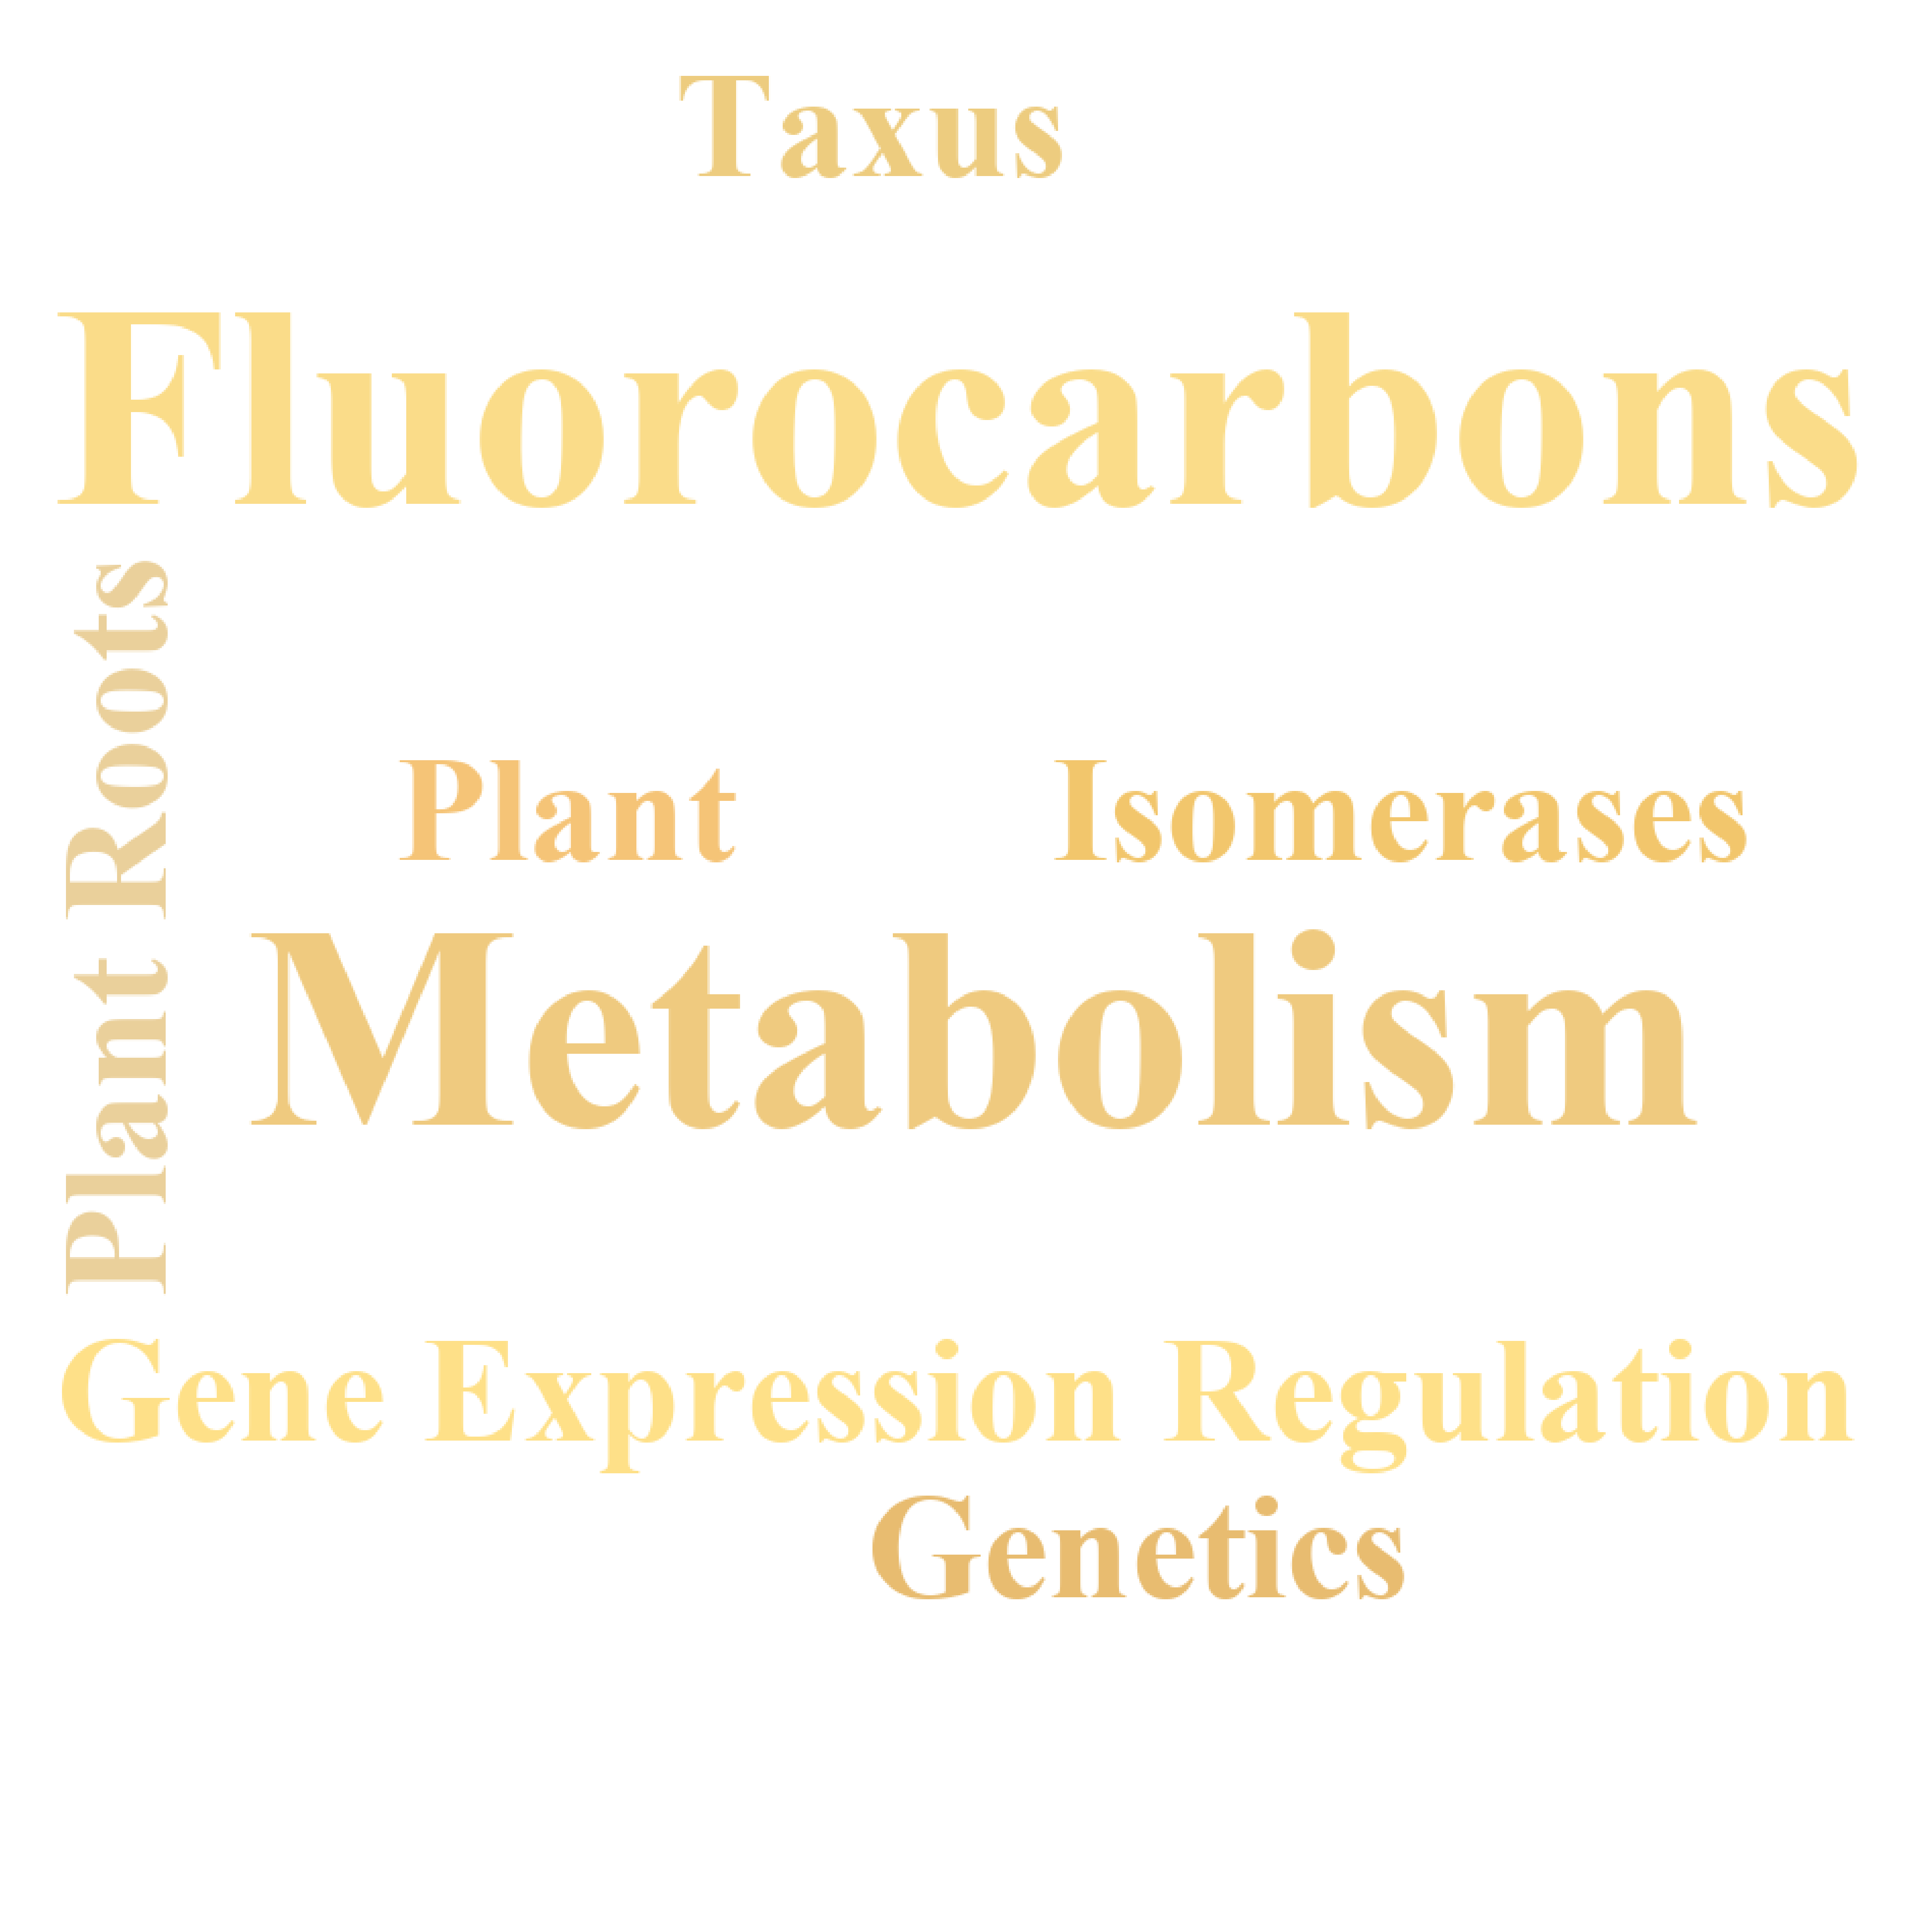 Taxus
Fluorocarbons
Plant Roots
Plant
Isomerases
Metabolism
Gene Expression Regulation
Genetics